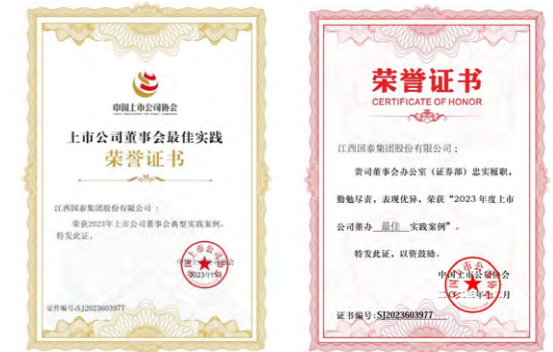 中国上市公司协会
上市公司董事会最佳实践
荣誉证书
江西国泰集团股份有限公司：
荣获2023年上市公司董事会典型实践案例,
特发此证。
证件编号:SJ2023603977
荣誉证书
CERTIFICATE OF HONOR
江西国泰集团股份有限公司：
贵司董事会办公室（证券部）忠实履职,
勤勉尽责，表现优异，荣获“2023年度上市
公司董办 最佳 实践案例”。
特发此证，以资鼓励。
中国上市公司协会
证书编号:SJ2023603977